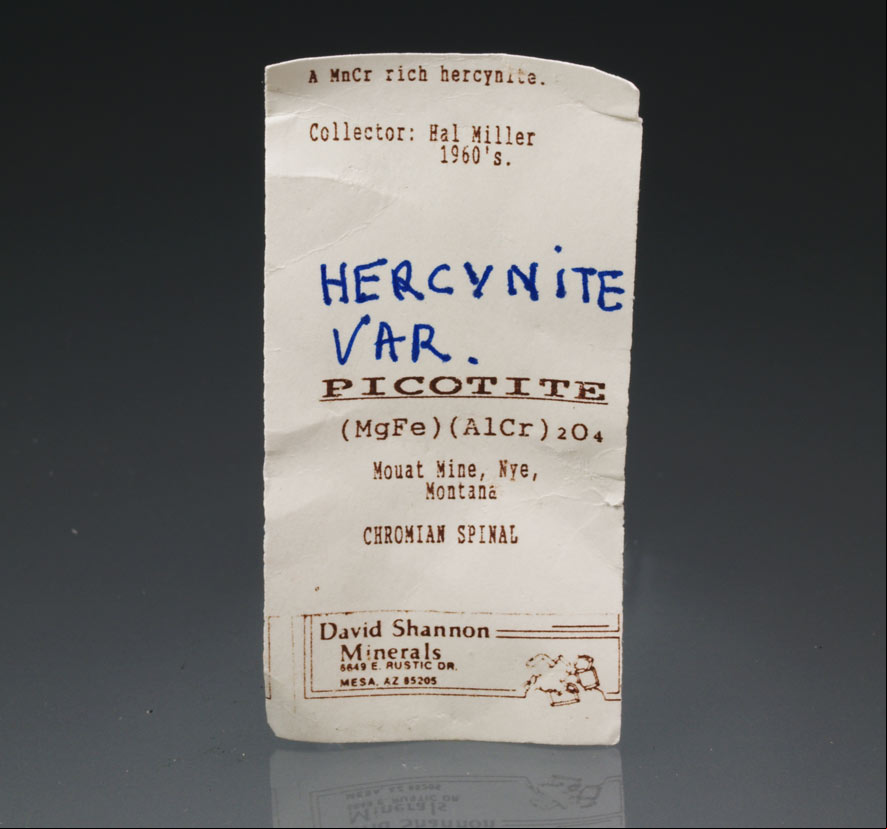 A MnCr rich hercynite.
Collector: Hal Miller
1960's.
HERCYNiTE
VAR.
PICOTITE
(MgFe)(AlCr)₂O₄
Mouat Mine, Nye,
Montana
CHROMIAN SPINAL
David Shannon
Minerals
6649 E. RUSTIC DR.
MESA, AZ 85205